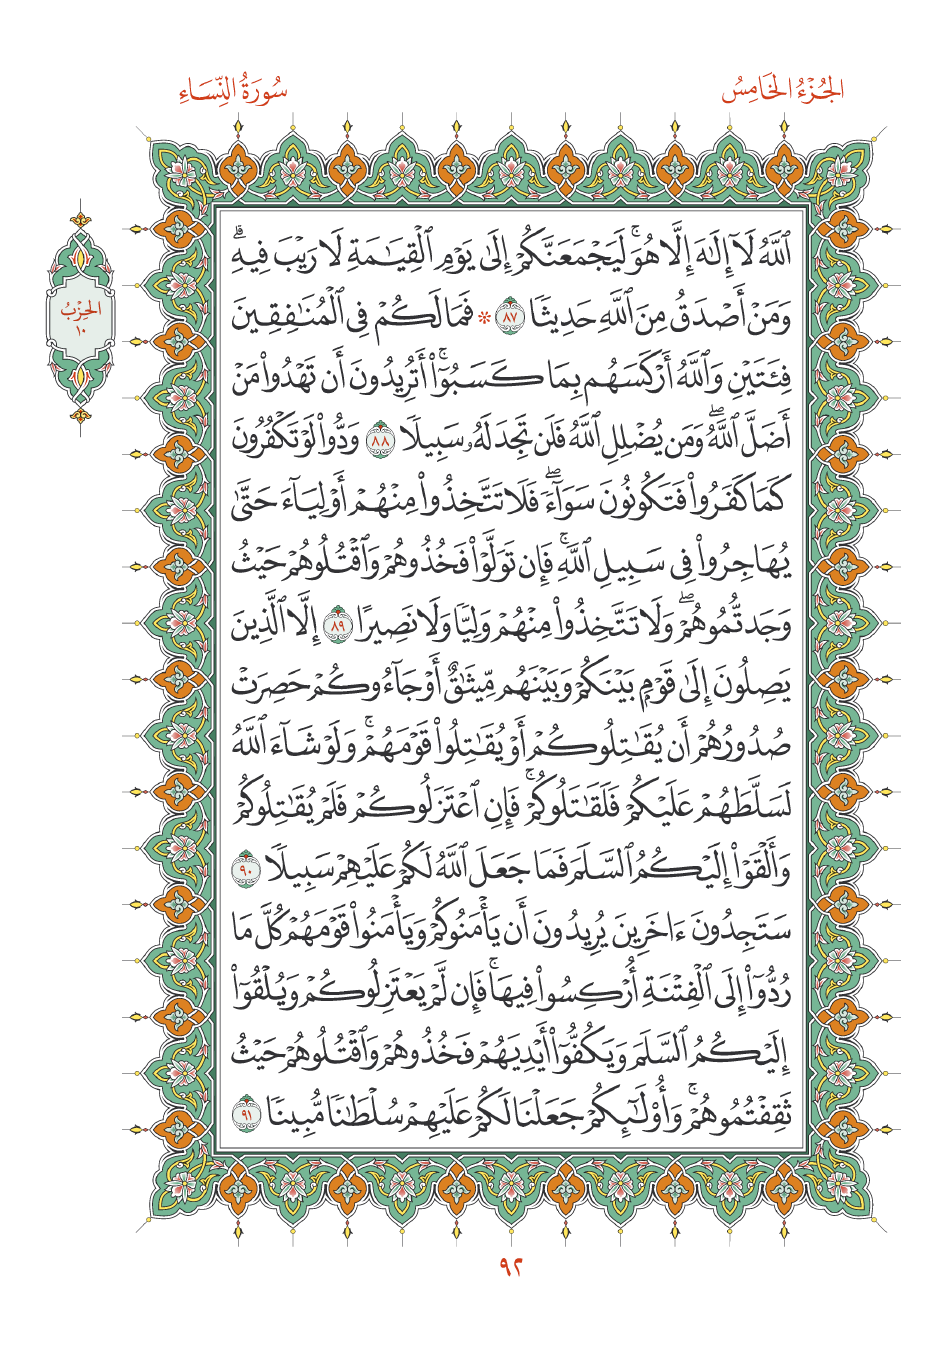 الجُزْءُ الخَامِسُ
سُورَةُ النِّسَاءِ
الحِزْبُ
١٠
ٱللَّهُ لَآ إِلَٰهَ إِلَّا هُوَۚ لَيَجْمَعَنَّكُمْ إِلَىٰ يَوْمِ ٱلْقِيَٰمَةِ لَا رَيْبَ فِيهِۗ
وَمَنْ أَصْدَقُ مِنَ ٱللَّهِ حَدِيثًا ٨٧ * فَمَا لَكُمْ فِى ٱلْمُنَٰفِقِينَ
فِئَتَيْنِ وَٱللَّهُ أَرْكَسَهُم بِمَا كَسَبُوٓا۟ۚ أَتُرِيدُونَ أَن تَهْدُوا۟ مَنْ
أَضَلَّ ٱللَّهُۖ وَمَن يُضْلِلِ ٱللَّهُ فَلَن تَجِدَ لَهُۥ سَبِيلًا ٨٨ وَدُّوا۟ لَوْ تَكْفُرُونَ
كَمَا كَفَرُوا۟ فَتَكُونُونَ سَوَآءًۖ فَلَا تَتَّخِذُوا۟ مِنْهُمْ أَوْلِيَآءَ حَتَّىٰ
يُهَاجِرُوا۟ فِى سَبِيلِ ٱللَّهِۚ فَإِن تَوَلَّوْا۟ فَخُذُوهُمْ وَٱقْتُلُوهُمْ حَيْثُ
وَجَدتُّمُوهُمْۖ وَلَا تَتَّخِذُوا۟ مِنْهُمْ وَلِيًّا وَلَا نَصِيرًا ٨٩ إِلَّا ٱلَّذِينَ
يَصِلُونَ إِلَىٰ قَوْمٍۭ بَيْنَكُمْ وَبَيْنَهُم مِّيثَٰقٌ أَوْ جَآءُوكُمْ حَصِرَتْ
صُدُورُهُمْ أَن يُقَٰتِلُوكُمْ أَوْ يُقَٰتِلُوا۟ قَوْمَهُمْۚ وَلَوْ شَآءَ ٱللَّهُ
لَسَلَّطَهُمْ عَلَيْكُمْ فَلَقَٰتَلُوكُمْۚ فَإِنِ ٱعْتَزَلُوكُمْ فَلَمْ يُقَٰتِلُوكُمْ
وَأَلْقَوْا۟ إِلَيْكُمُ ٱلسَّلَمَ فَمَا جَعَلَ ٱللَّهُ لَكُمْ عَلَيْهِمْ سَبِيلًا ٩٠
سَتَجِدُونَ ءَاخَرِينَ يُرِيدُونَ أَن يَأْمَنُوكُمْ وَيَأْمَنُوا۟ قَوْمَهُمْ كُلَّ مَا
رُدُّوٓا۟ إِلَى ٱلْفِتْنَةِ أُرْكِسُوا۟ فِيهَاۚ فَإِن لَّمْ يَعْتَزِلُوكُمْ وَيُلْقُوٓا۟
إِلَيْكُمُ ٱلسَّلَمَ وَيَكُفُّوٓا۟ أَيْدِيَهُمْ فَخُذُوهُمْ وَٱقْتُلُوهُمْ حَيْثُ
ثَقِفْتُمُوهُمْۚ وَأُو۟لَٰٓئِكُمْ جَعَلْنَا لَكُمْ عَلَيْهِمْ سُلْطَٰنًا مُّبِينًا ٩١
٩٢